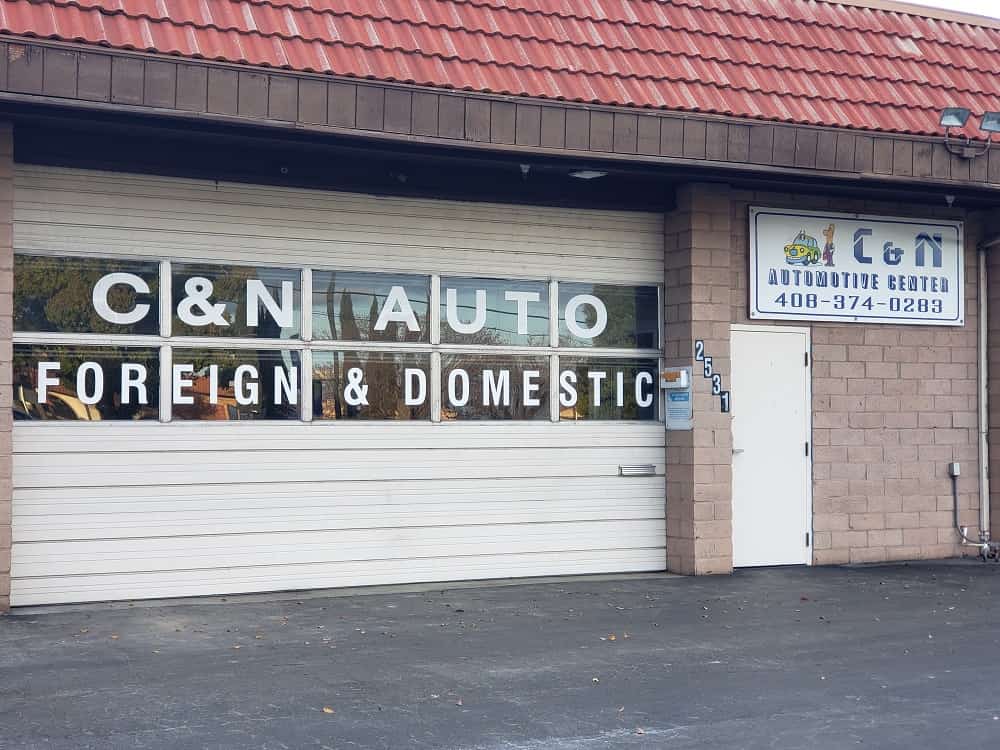 C&N AUTO
FOREIGN & DOMESTIC
2531
C & N
AUTOMOTIVE CENTER
408-374-0283